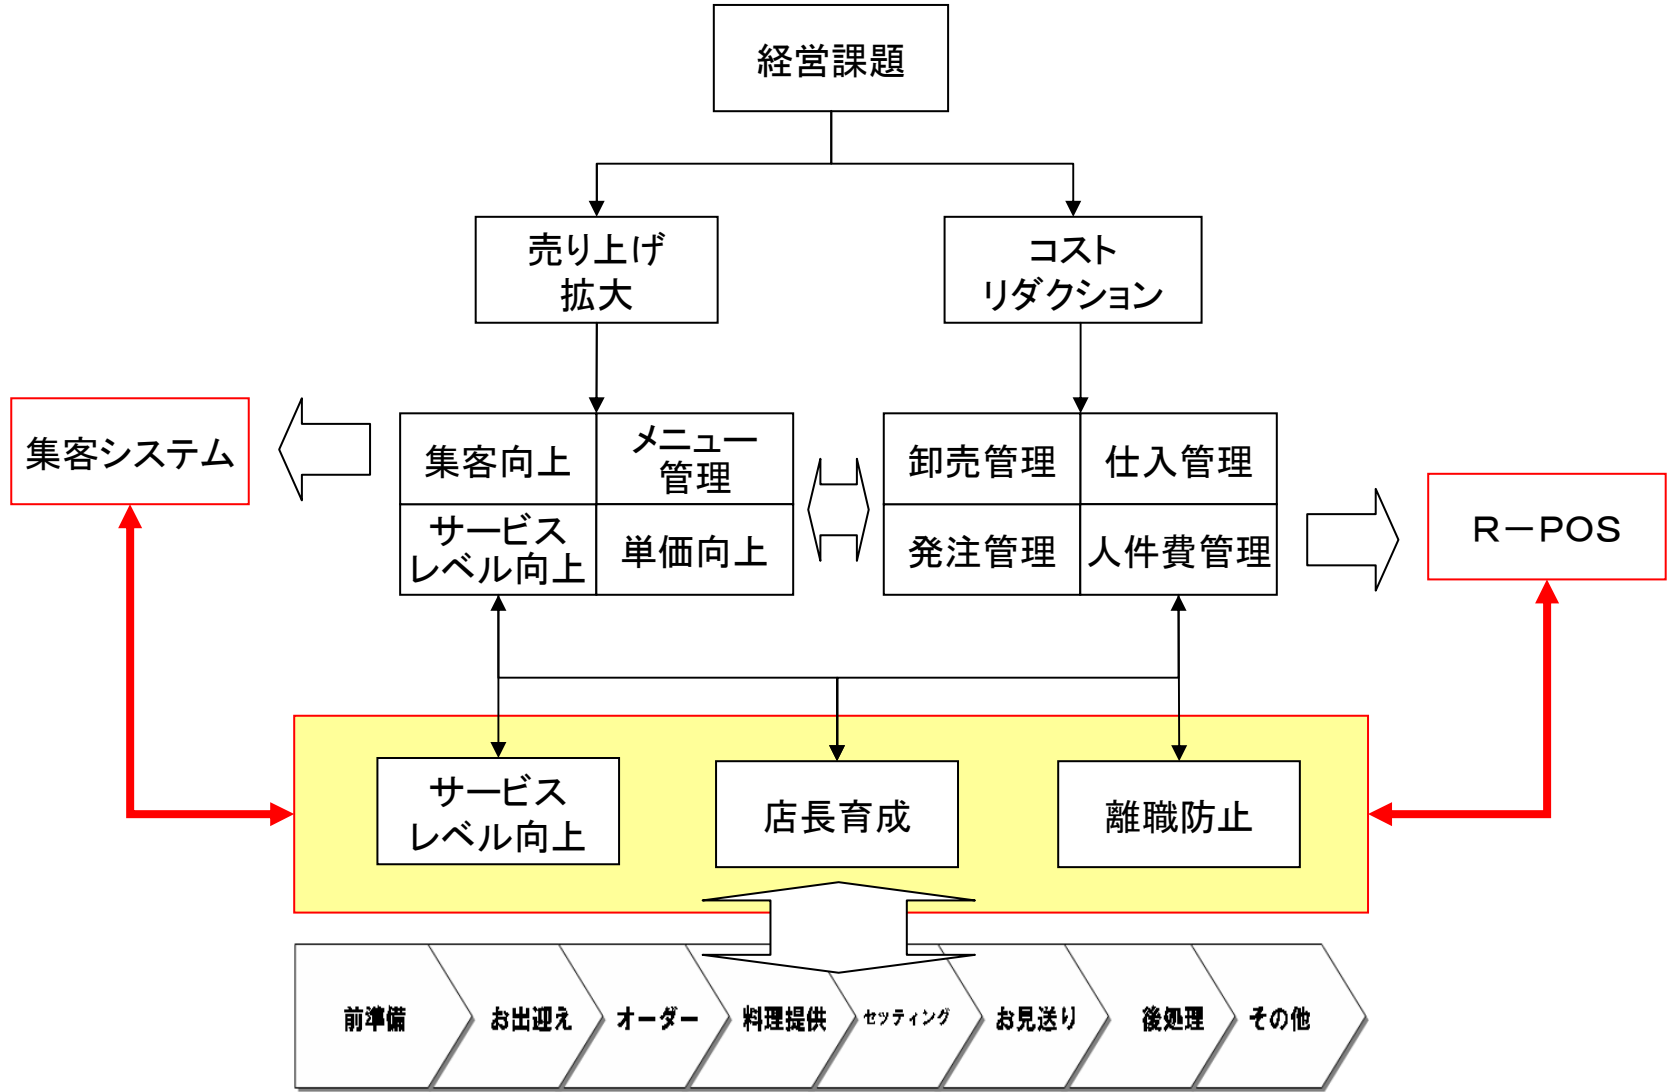 経営課題
売り上げ
拡大
コスト
リダクション
集客システム
集客向上
メニュー
管理
サービス
レベル向上
単価向上
卸売管理
仕入管理
発注管理
人件費管理
R－POS
サービス
レベル向上
店長育成
離職防止
前準備
お出迎え
オーダー
料理提供
セッティング
お見送り
後処理
その他